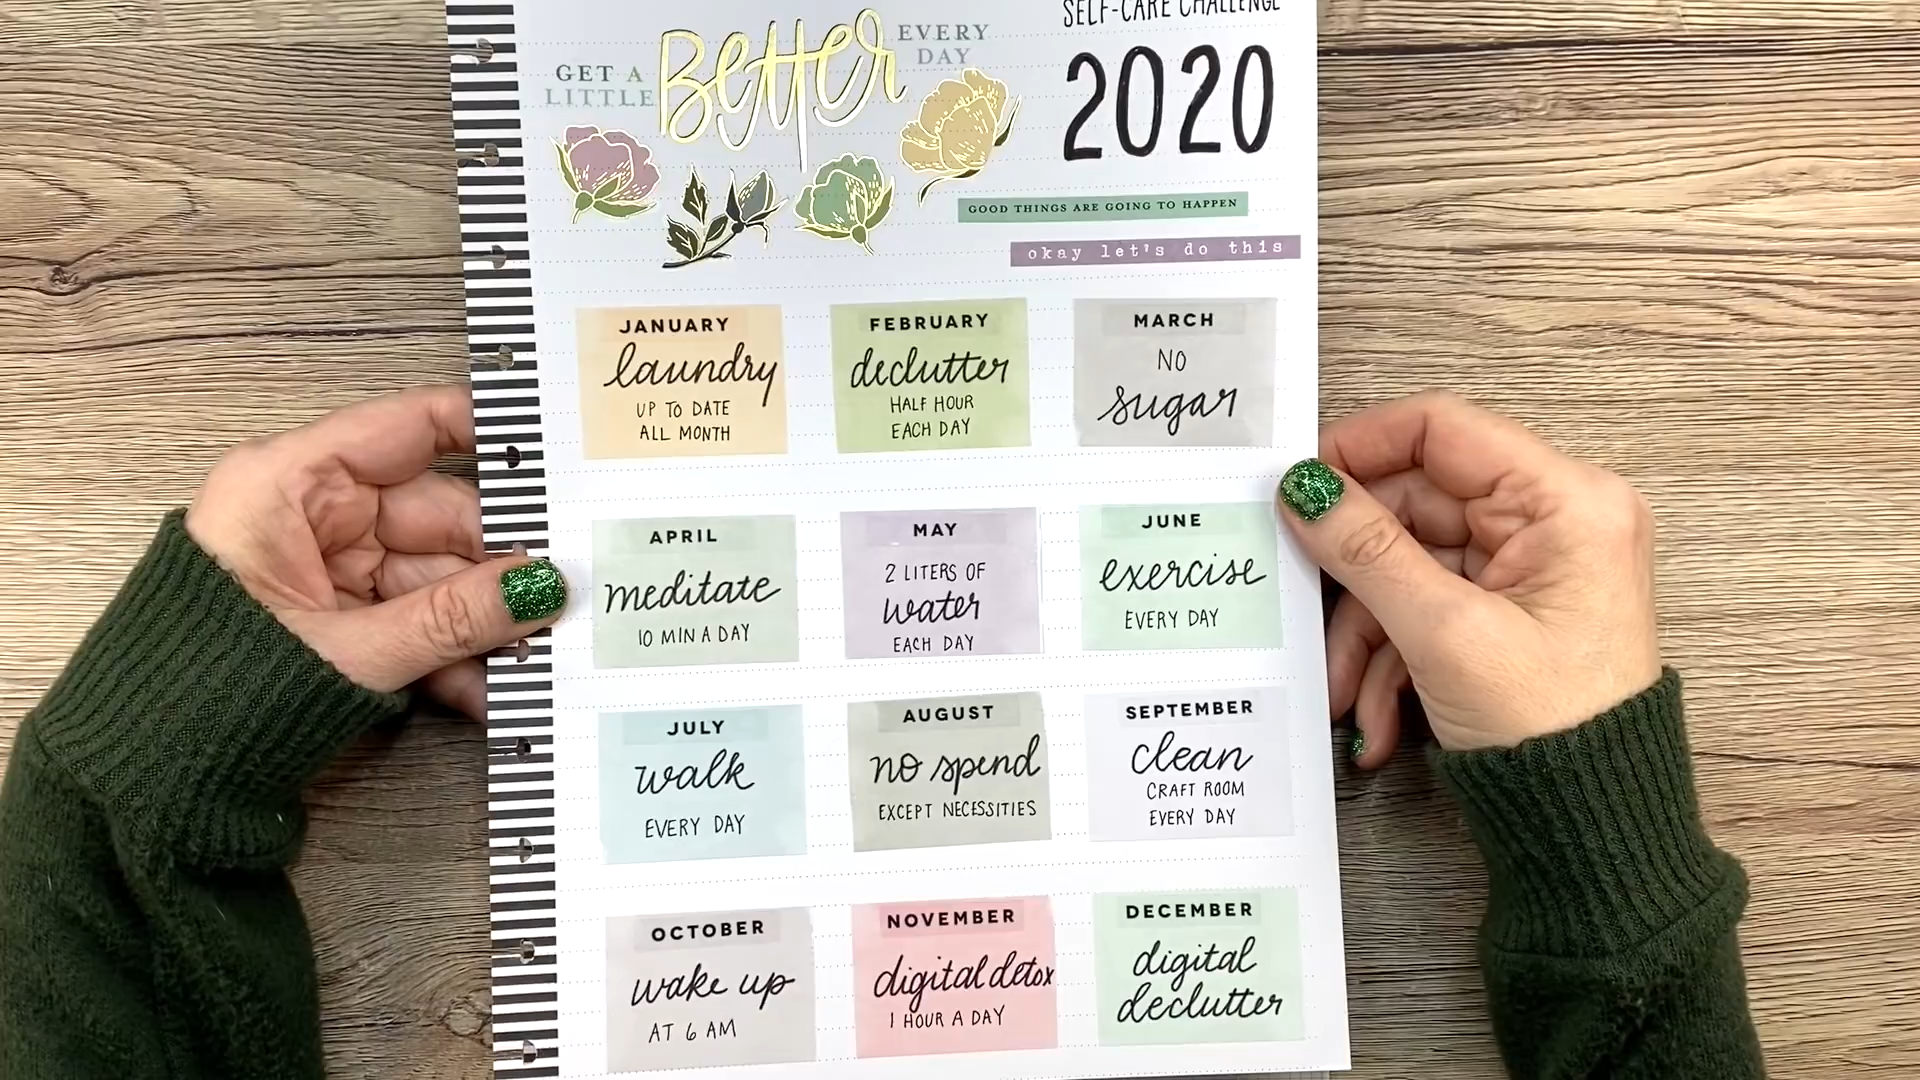 GET A
LITTLE
Better
EVERY
DAY
SELF-CARE CHALLENGE
2020
GOOD THINGS ARE GOING TO HAPPEN
okay let's do this
JANUARY
laundry
UP TO DATE
ALL MONTH
FEBRUARY
declutter
HALF HOUR
EACH DAY
MARCH
NO
sugar
APRIL
meditate
10 MIN A DAY
MAY
2 LITERS OF
water
EACH DAY
JUNE
exercise
EVERY DAY
JULY
walk
EVERY DAY
AUGUST
no spend
EXCEPT NECESSITIES
SEPTEMBER
clean
CRAFT ROOM
EVERY DAY
OCTOBER
wake up
AT 6 AM
NOVEMBER
digital detox
1 HOUR A DAY
DECEMBER
digital
declutter